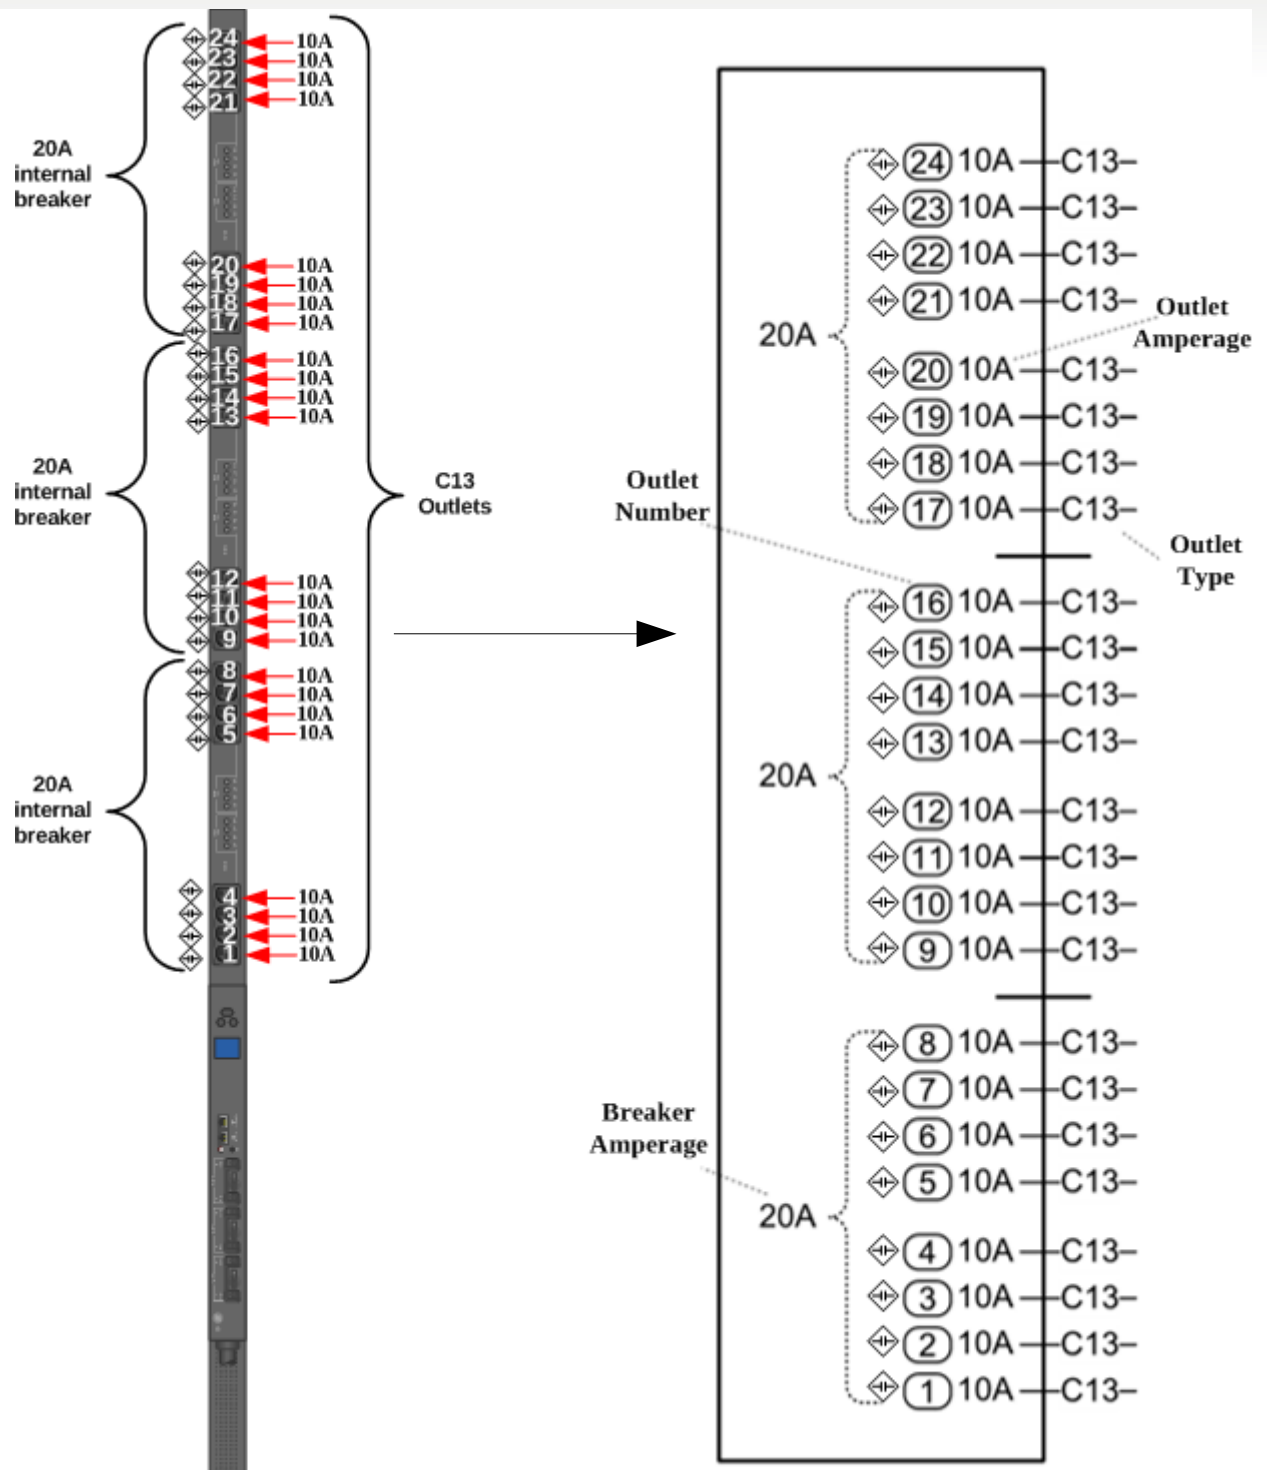 24 10A
23 10A
22 10A
21 10A
20A
internal
breaker
20 10A
19 10A
18 10A
17 10A
16 10A
15 10A
14 10A
13 10A
20A
internal
breaker
C13
Outlets
12 10A
11 10A
10 10A
9 10A
8 10A
7 10A
6 10A
5 10A
20A
internal
breaker
4 10A
3 10A
2 10A
1 10A
24 10A C13
23 10A C13
22 10A C13
21 10A C13
20A
Outlet
Amperage
20 10A C13
19 10A C13
18 10A C13
17 10A C13
Outlet
Number
Outlet
Type
16 10A C13
15 10A C13
14 10A C13
13 10A C13
20A
12 10A C13
11 10A C13
10 10A C13
9 10A C13
8 10A C13
7 10A C13
6 10A C13
5 10A C13
Breaker
Amperage
20A
4 10A C13
3 10A C13
2 10A C13
1 10A C13